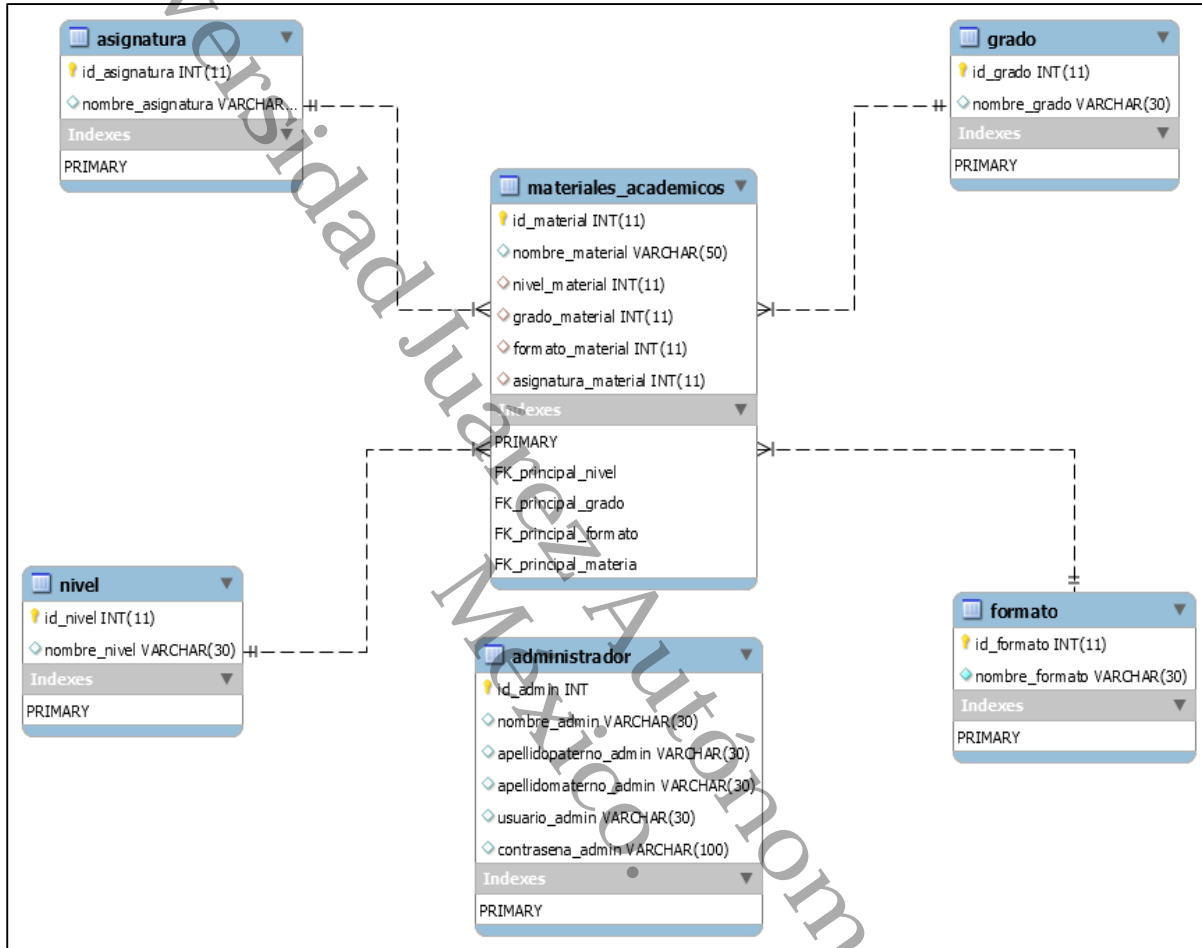 asignatura
id_asignatura INT(11)
nombre_asignatura VARCHAR...
Indexes
PRIMARY
grado
id_grado INT(11)
nombre_grado VARCHAR(30)
Indexes
PRIMARY
materiales_academicos
id_material INT(11)
nombre_material VARCHAR(50)
nivel_material INT(11)
grado_material INT(11)
formato_material INT(11)
asignatura_material INT(11)
Indexes
PRIMARY
FK_principal_nivel
FK_principal_grado
FK_principal_formato
FK_principal_materia
nivel
id_nivel INT(11)
nombre_nivel VARCHAR(30)
Indexes
PRIMARY
formato
id_formato INT(11)
nombre_formato VARCHAR(30)
Indexes
PRIMARY
administrador
id_admin INT
nombre_admin VARCHAR(30)
apellidopaterno_admin VARCHAR(30)
apellidomaterno_admin VARCHAR(30)
usuario_admin VARCHAR(30)
contrasena_admin VARCHAR(100)
Indexes
PRIMARY
versidad Juárez Autónom
México.